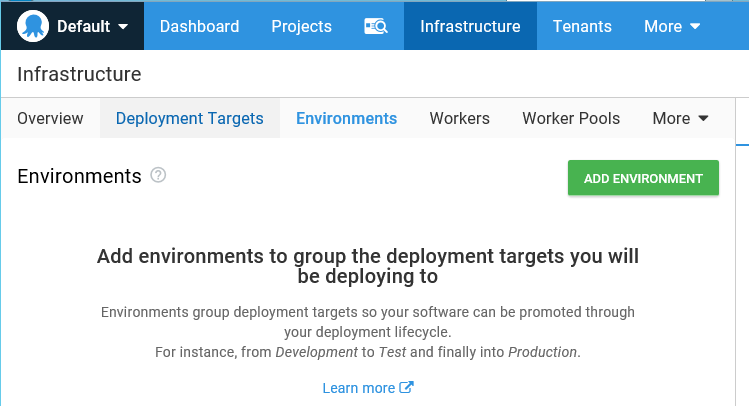 Default Dashboard Projects Infrastructure Tenants More
Infrastructure
Overview Deployment Targets Environments Workers Worker Pools More
Environments ? ADD ENVIRONMENT
Add environments to group the deployment targets you will
be deploying to
Environments group deployment targets so your software can be promoted through
your deployment lifecycle.
For instance, from Development to Test and finally into Production.
Learn more